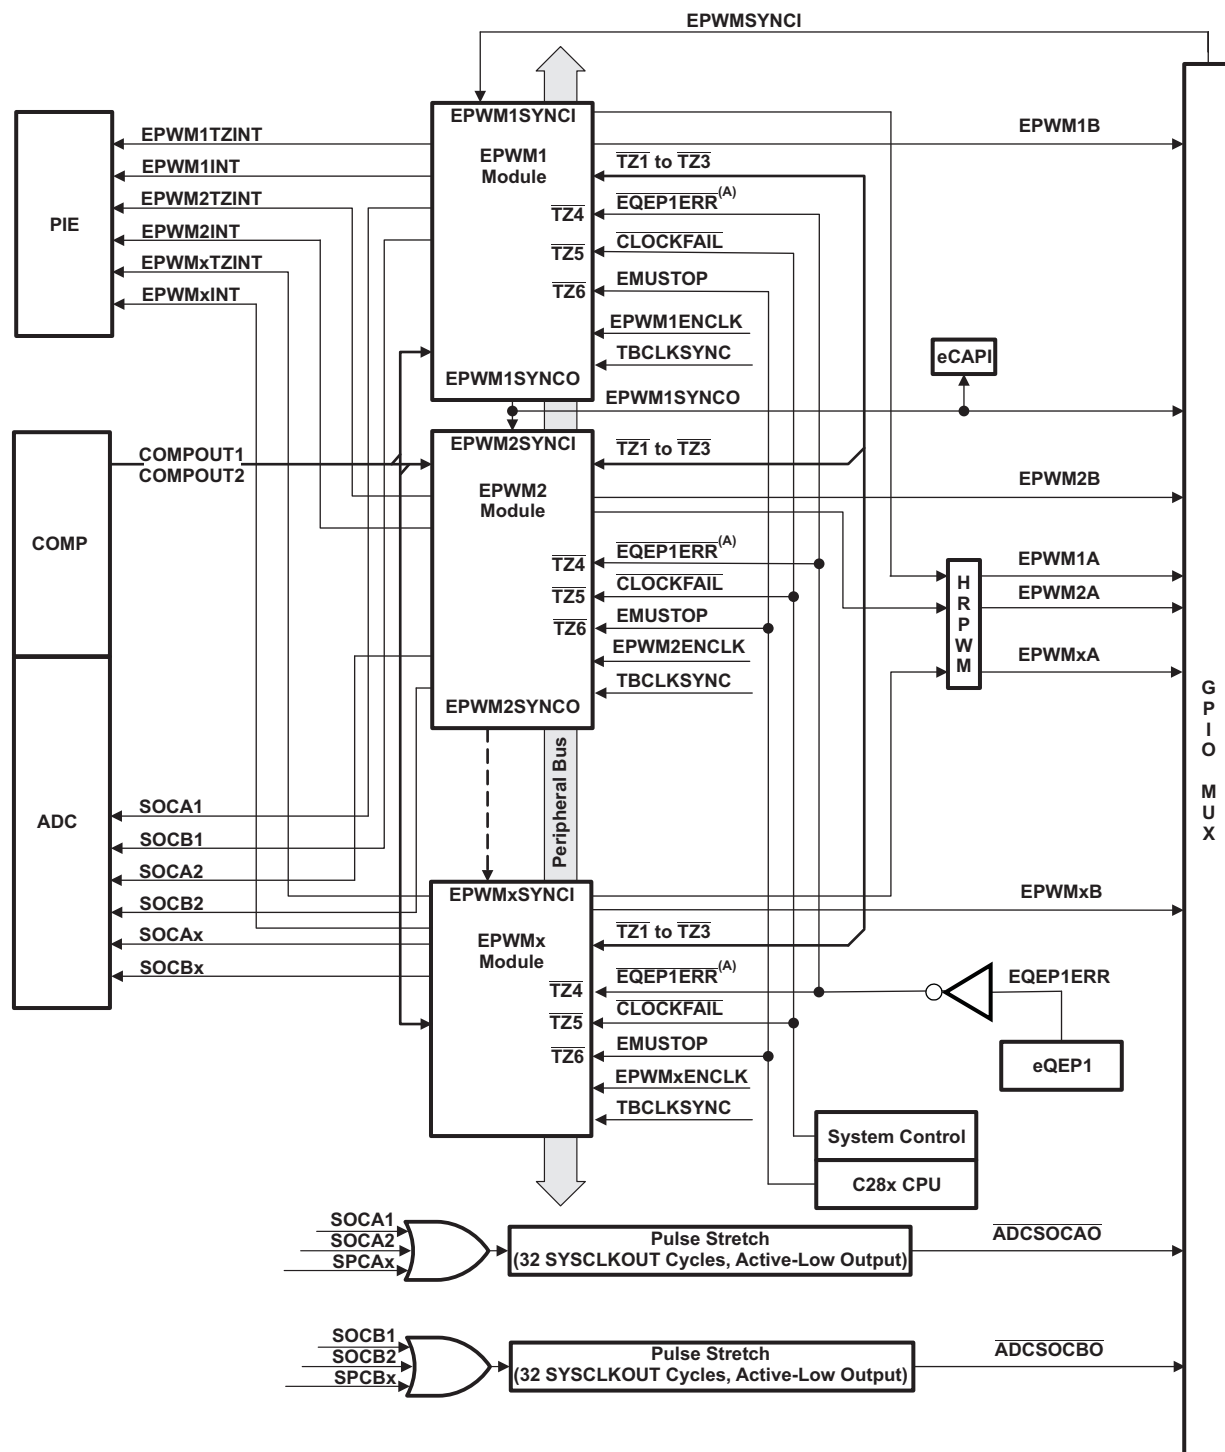 EPWMSYNCI
EPWM1SYNCI
EPWM1
Module
TZ4
TZ5
TZ6
EPWM1SYNCO
PIE
EPWM1TZINT
EPWM1INT
EPWM2TZINT
EPWM2INT
EPWMxTZINT
EPWMxINT
EPWM1B
TZ1 to TZ3
EQEP1ERR(A)
CLOCKFAIL
EMUSTOP
EPWM1ENCLK
TBCLKSYNC
eCAPI
EPWM1SYNCO
COMP
COMPOUT1
COMPOUT2
EPWM2SYNCI
EPWM2
Module
TZ4
TZ5
TZ6
EPWM2SYNCO
TZ1 to TZ3
EPWM2B
EQEP1ERR(A)
CLOCKFAIL
EMUSTOP
EPWM2ENCLK
TBCLKSYNC
HRPWM
EPWM1A
EPWM2A
EPWMxA
GPIO MUX
Peripheral Bus
ADC
SOCA1
SOCB1
SOCA2
SOCB2
SOCAx
SOCBx
EPWMxSYNCI
EPWMx
Module
TZ4
TZ5
TZ6
EPWMxB
TZ1 to TZ3
EQEP1ERR(A)
CLOCKFAIL
EMUSTOP
EPWMxENCLK
TBCLKSYNC
EQEP1ERR
eQEP1
System Control
C28x CPU
SOCA1
SOCA2
SPCAx
Pulse Stretch
(32 SYSCLKOUT Cycles, Active-Low Output)
ADCSOCAO
SOCB1
SOCB2
SPCBx
Pulse Stretch
(32 SYSCLKOUT Cycles, Active-Low Output)
ADCSOCBO